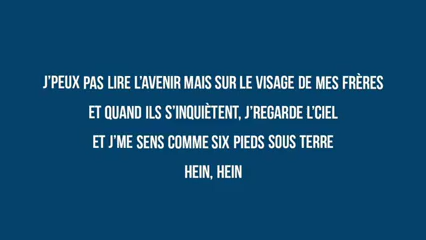 J'PEUX PAS LIRE L'AVENIR MAIS SUR LE VISAGE DE MES FRÈRES
ET QUAND ILS S'INQUIÈTENT, J'REGARDE L'CIEL
ET J'ME SENS COMME SIX PIEDS SOUS TERRE
HEIN, HEIN